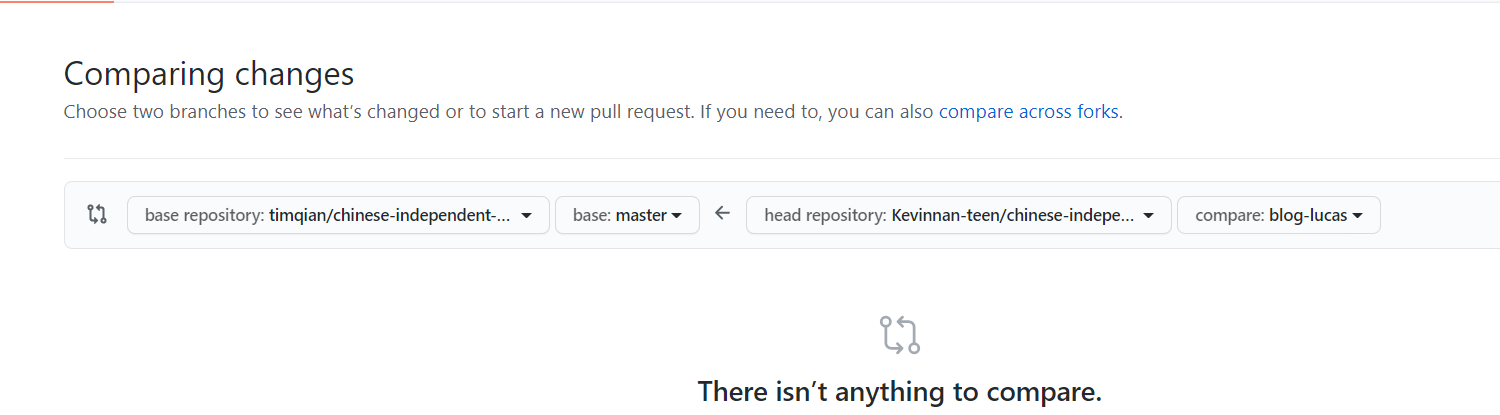 Comparing changes
Choose two branches to see what’s changed or to start a new pull request. If you need to, you can also compare across forks.
base repository: timqian/chinese-independent-... base: master head repository: Kevinnan-teen/chinese-indepe... compare: blog-lucas
There isn’t anything to compare.